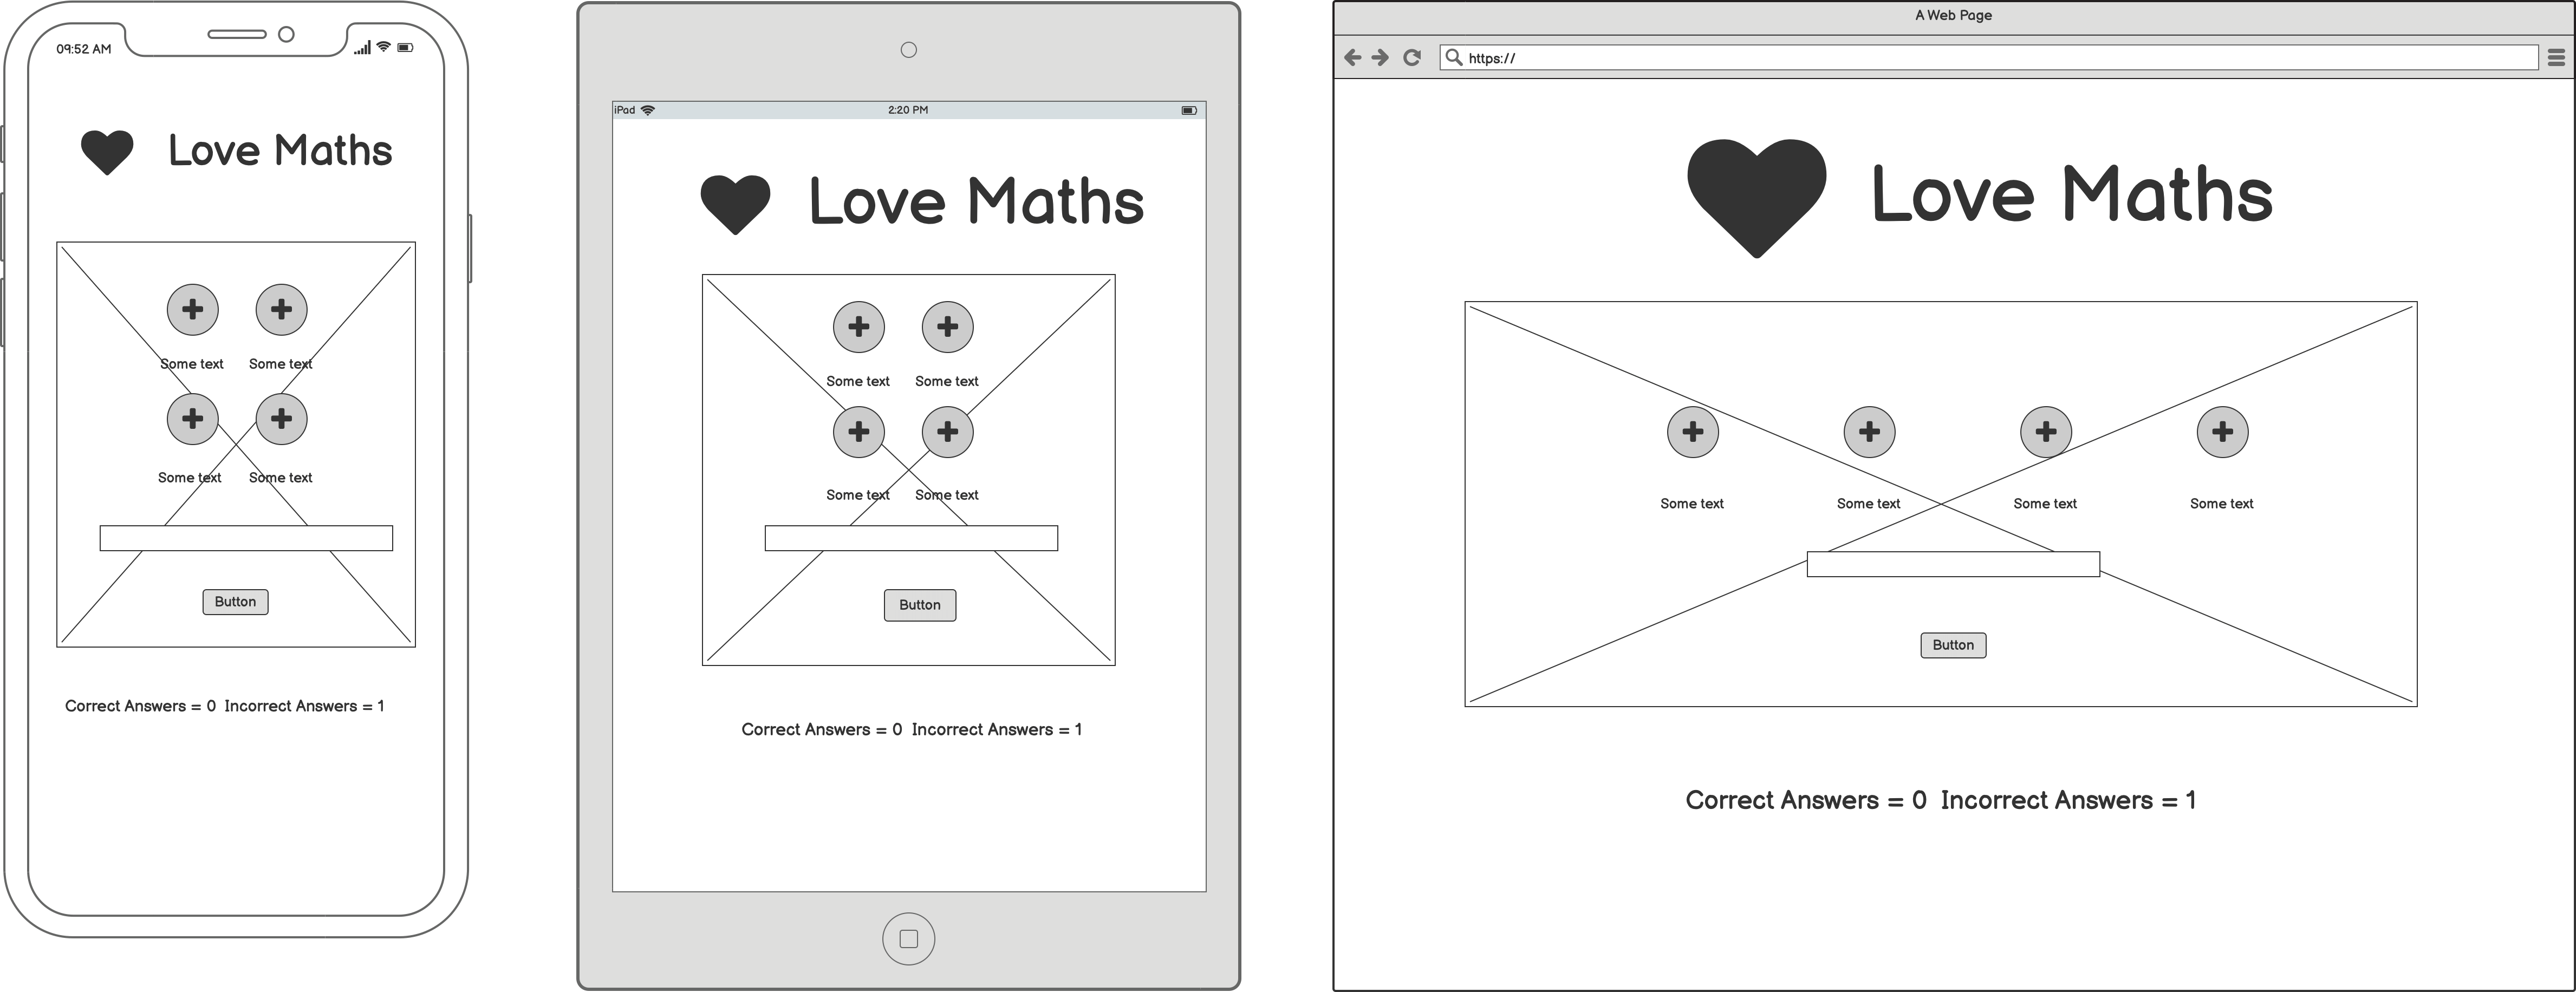 09:52 AM
Love Maths
Some text Some text
Some text Some text
Button
Correct Answers = 0 Incorrect Answers = 1
iPad 2:20 PM
Love Maths
Some text Some text
Some text Some text
Button
Correct Answers = 0 Incorrect Answers = 1
A Web Page
https://
Love Maths
Some text Some text Some text Some text
Button
Correct Answers = 0 Incorrect Answers = 1